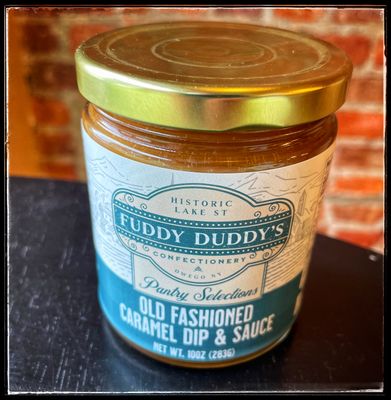 HISTORIC
LAKE ST
FUDDY DUDDY'S
CONFECTIONERY
OWEGO NY
Pantry Selections
OLD FASHIONED
CARAMEL DIP & SAUCE
NET WT. 10OZ (283G)